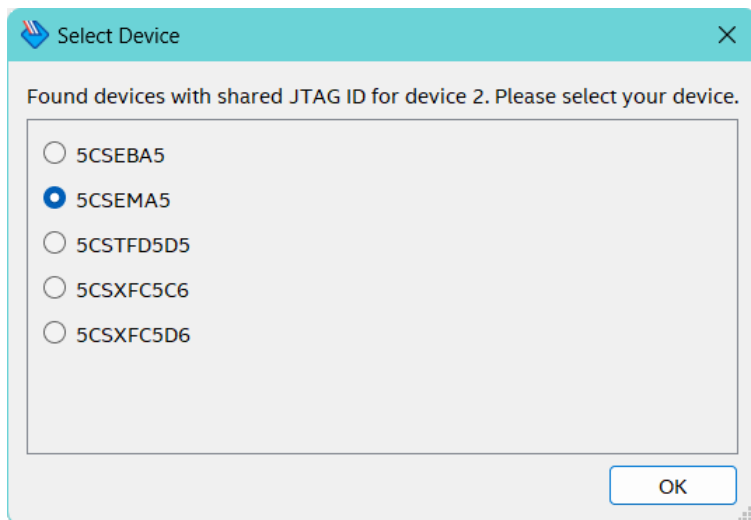 Select Device
Found devices with shared JTAG ID for device 2. Please select your device.
5CSEBA5
5CSEMA5
5CSTFD5D5
5CSXFC5C6
5CSXFC5D6
OK